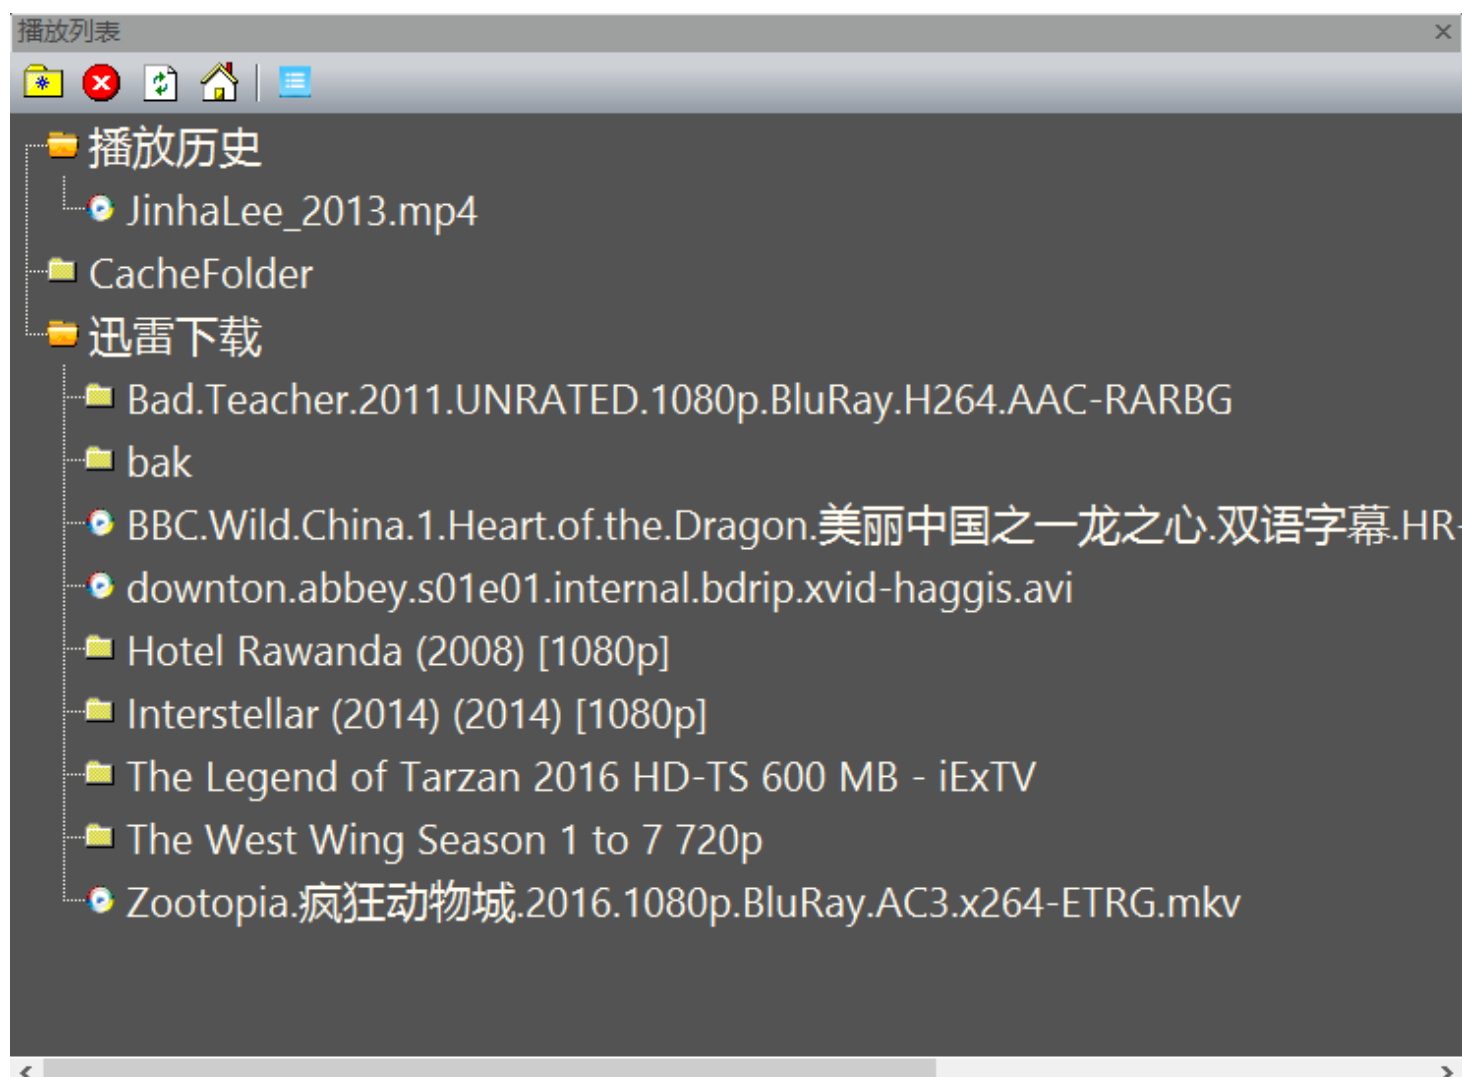 播放列表
播放历史
JinhaLee_2013.mp4
CacheFolder
迅雷下载
Bad.Teacher.2011.UNRATED.1080p.BluRay.H264.AAC-RARBG
bak
BBC.Wild.China.1.Heart.of.the.Dragon.美丽中国之一龙之心.双语字幕.HR-
downton.abbey.s01e01.internal.bdrip.xvid-haggis.avi
Hotel Rawanda (2008) [1080p]
Interstellar (2014) (2014) [1080p]
The Legend of Tarzan 2016 HD-TS 600 MB - iExTV
The West Wing Season 1 to 7 720p
Zootopia.疯狂动物城.2016.1080p.BluRay.AC3.x264-ETRG.mkv